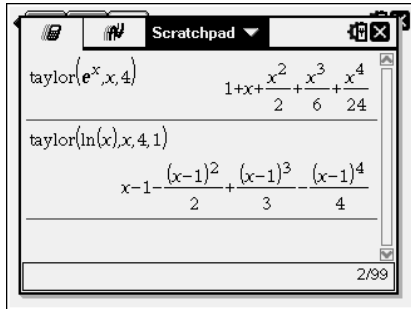 Scratchpad
taylor(e^x,x,4)
1+x+x^2/2+x^3/6+x^4/24
taylor(ln(x),x,4,1)
x-1-(x-1)^2/2+(x-1)^3/3-(x-1)^4/4
2/99